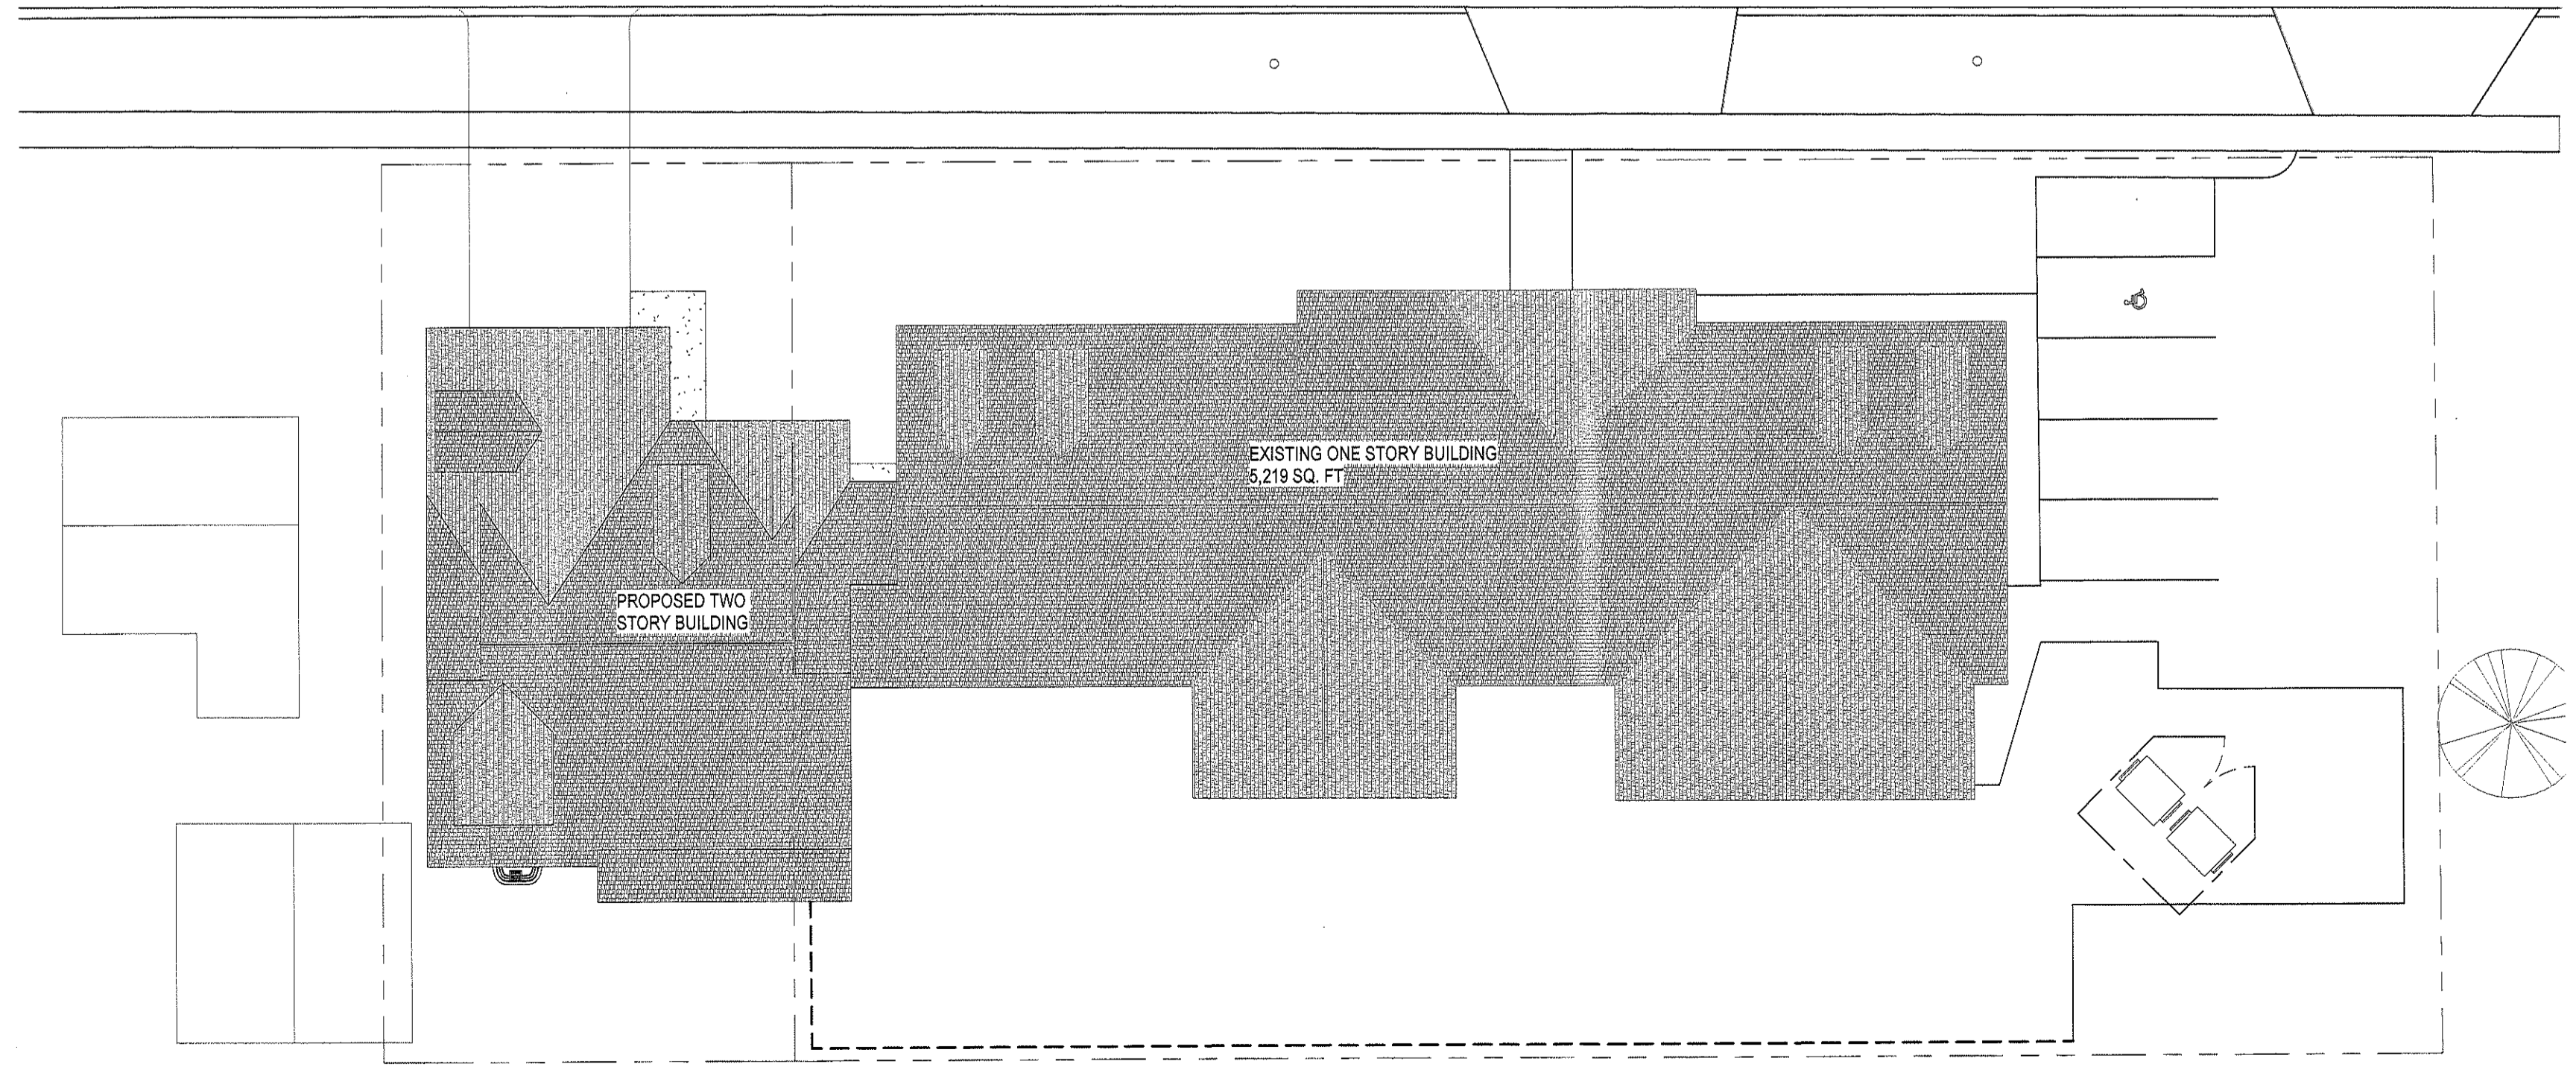 EXISTING ONE STORY BUILDING
5,219 SQ. FT
PROPOSED TWO
STORY BUILDING